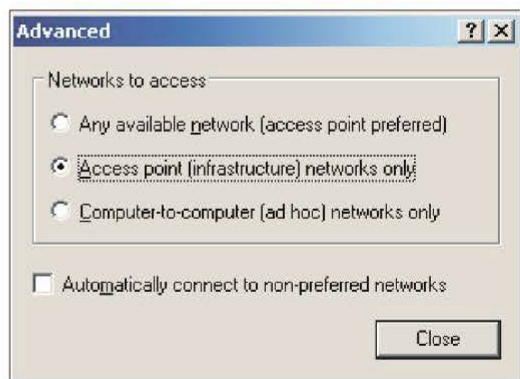 Advanced
Networks to access
Any available network (access point preferred)
Access point (infrastructure) networks only
Computer-to-computer (ad hoc) networks only
Automatically connect to non-preferred networks
Close